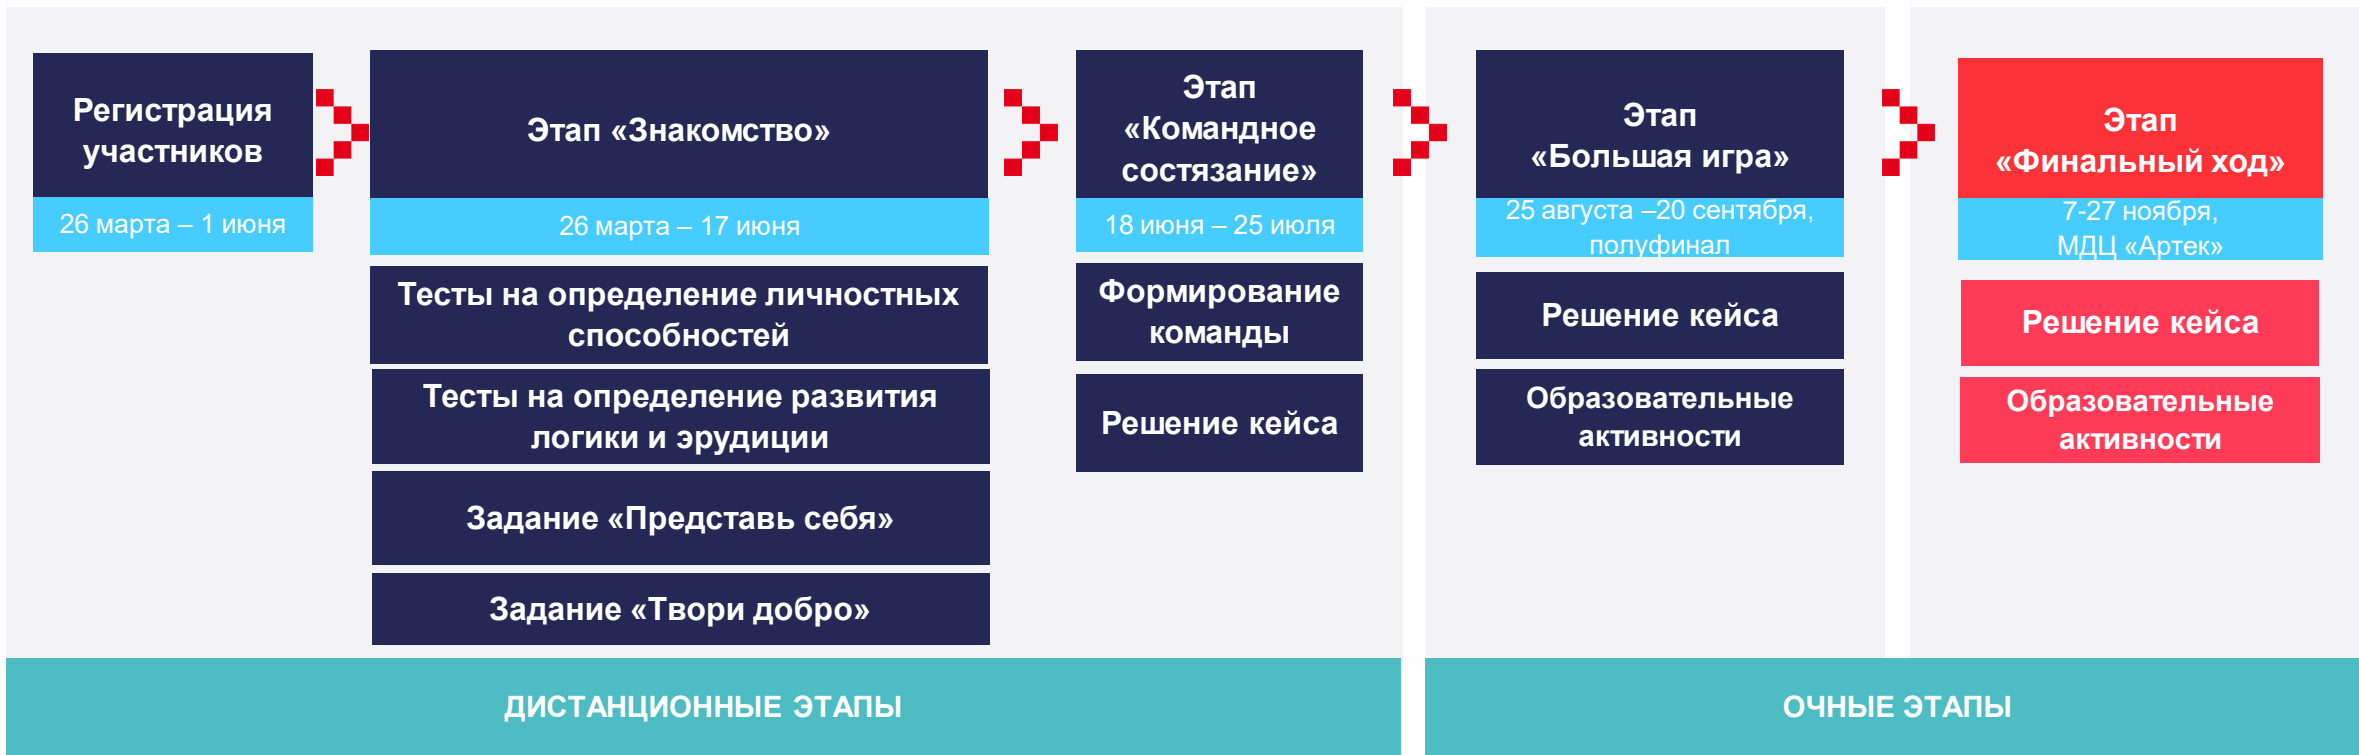 Регистрация
участников
26 марта – 1 июня
Этап «Знакомство»
26 марта – 17 июня
Тесты на определение личностных
способностей
Тесты на определение развития
логики и эрудиции
Задание «Представь себя»
Задание «Твори добро»
Этап
«Командное
состязание»
18 июня – 25 июля
Формирование
команды
Решение кейса
Этап
«Большая игра»
25 августа –20 сентября,
полуфинал
Решение кейса
Образовательные
активности
Этап
«Финальный ход»
7-27 ноября,
МДЦ «Артек»
Решение кейса
Образовательные
активности
ДИСТАНЦИОННЫЕ ЭТАПЫ
ОЧНЫЕ ЭТАПЫ